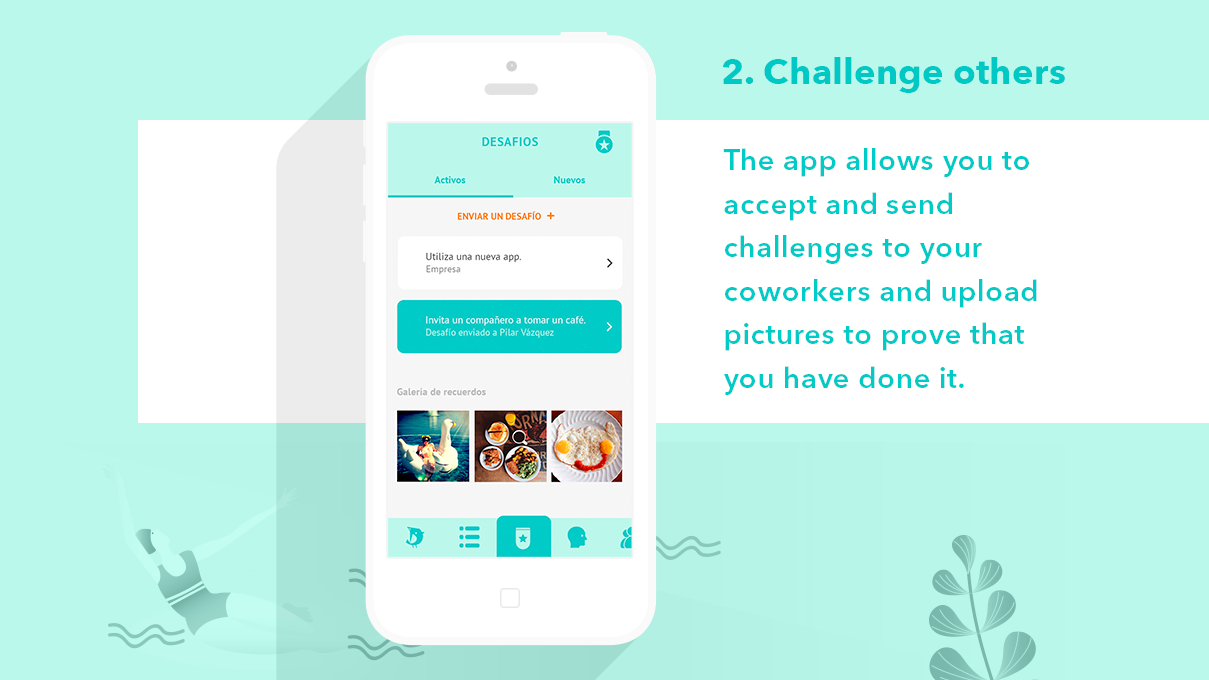 2. Challenge others
The app allows you to
accept and send
challenges to your
coworkers and upload
pictures to prove that
you have done it.
DESAFIOS
Activos
Nuevos
ENVIAR UN DESAFÍO +
Utiliza una nueva app.
Empresa
Invita un compañero a tomar un café.
Desafío enviado a Pilar Vázquez
Galeria de recuerdos